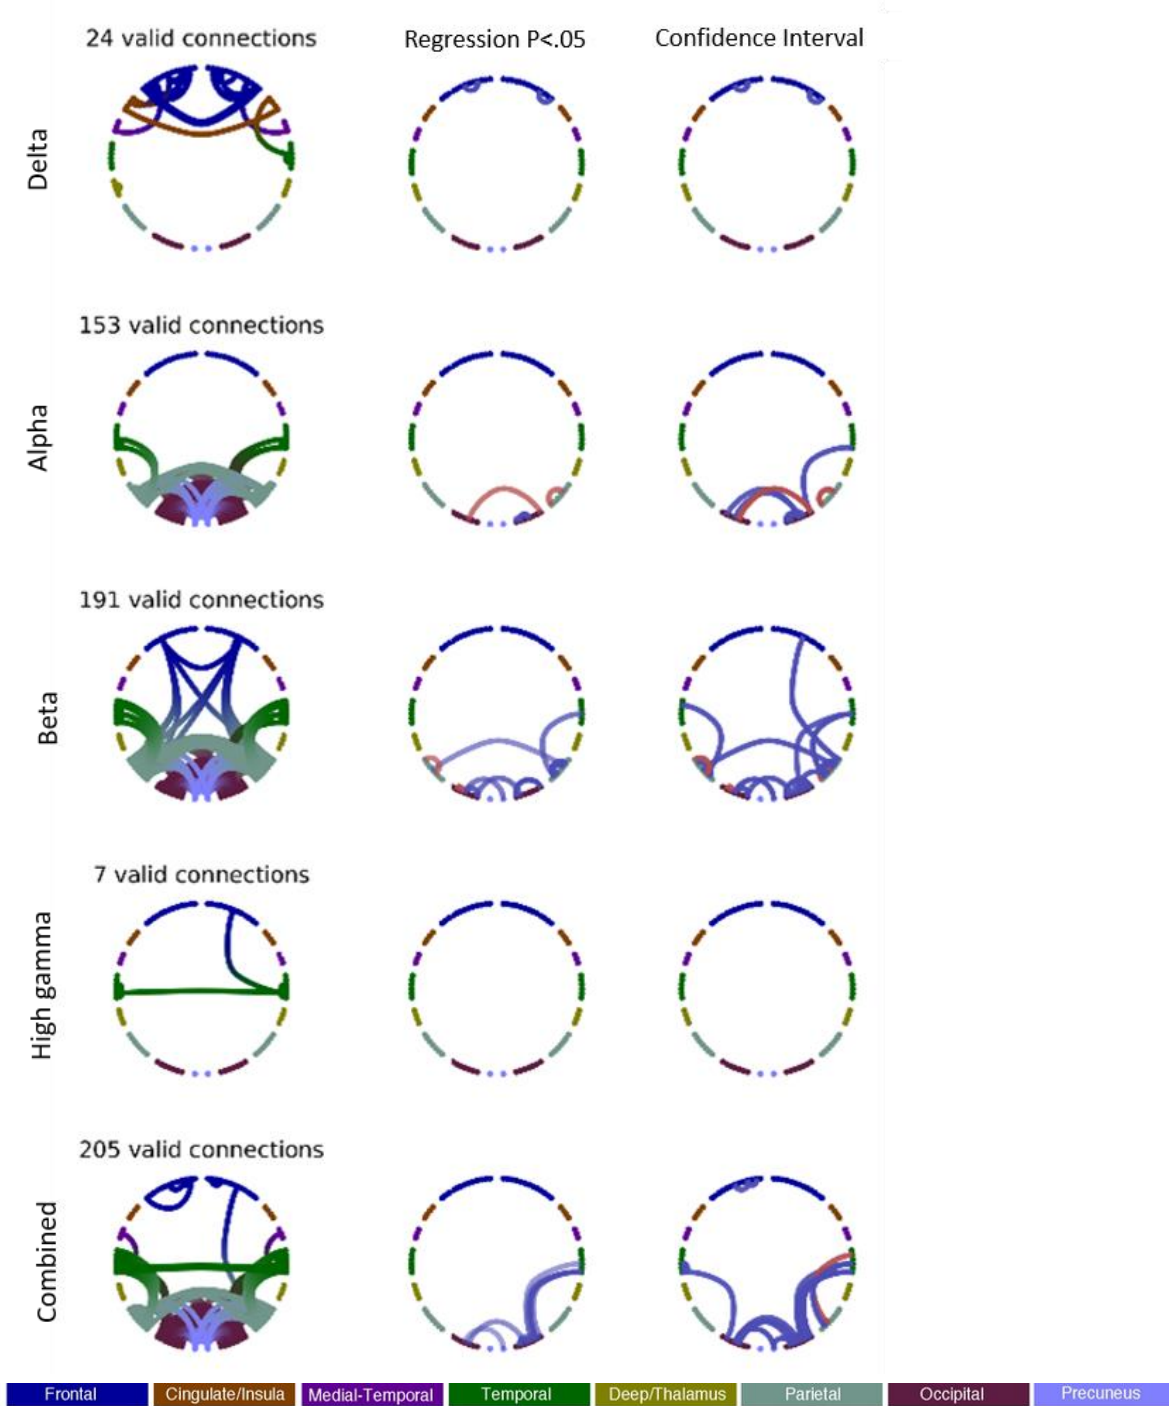 24 valid connections
Regression P<.05
Confidence Interval
Delta
153 valid connections
Alpha
191 valid connections
Beta
7 valid connections
High gamma
205 valid connections
Combined
Frontal
Cingulate/Insula
Medial-Temporal
Temporal
Deep/Thalamus
Parietal
Occipital
Precuneus